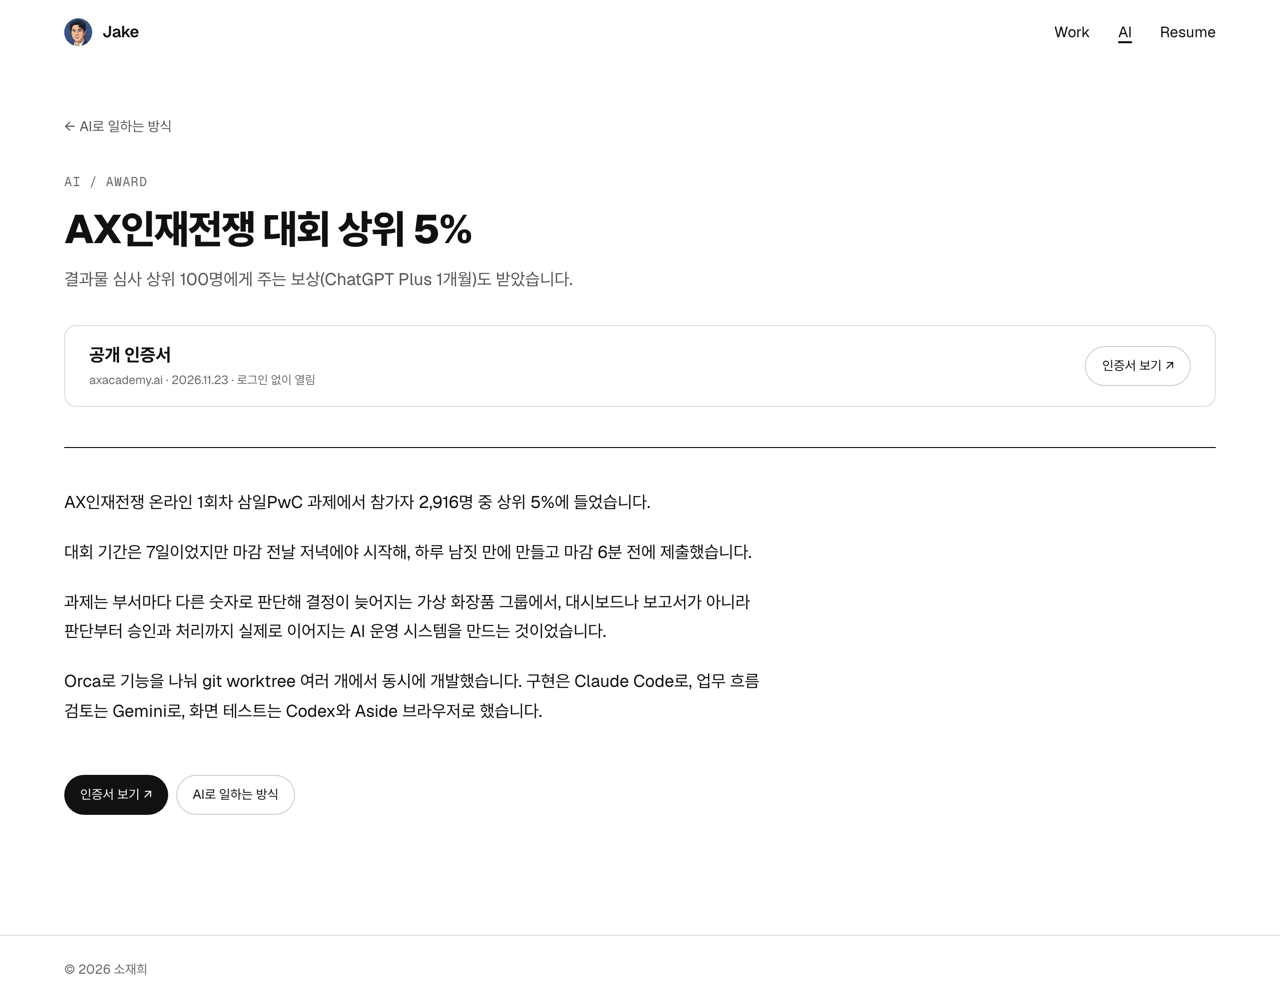 Jake
Work
AI
Resume
← AI로 일하는 방식
AI / AWARD
AX인재전쟁 대회 상위 5%
결과물 심사 상위 100명에게 주는 보상(ChatGPT Plus 1개월)도 받았습니다.
공개 인증서
axacademy.ai · 2026.11.23 · 로그인 없이 열림
인증서 보기 ↗
AX인재전쟁 온라인 1회차 삼일PwC 과제에서 참가자 2,916명 중 상위 5%에 들었습니다.
대회 기간은 7일이었지만 마감 전날 저녁에야 시작해, 하루 남짓 만에 만들고 마감 6분 전에 제출했습니다.
과제는 부서마다 다른 숫자로 판단해 결정이 늦어지는 가상 화장품 그룹에서, 대시보드나 보고서가 아니라
판단부터 승인과 처리까지 실제로 이어지는 AI 운영 시스템을 만드는 것이었습니다.
Orca로 기능을 나눠 git worktree 여러 개에서 동시에 개발했습니다. 구현은 Claude Code로, 업무 흐름
검토는 Gemini로, 화면 테스트는 Codex와 Aside 브라우저로 했습니다.
인증서 보기 ↗
AI로 일하는 방식
© 2026 소재희